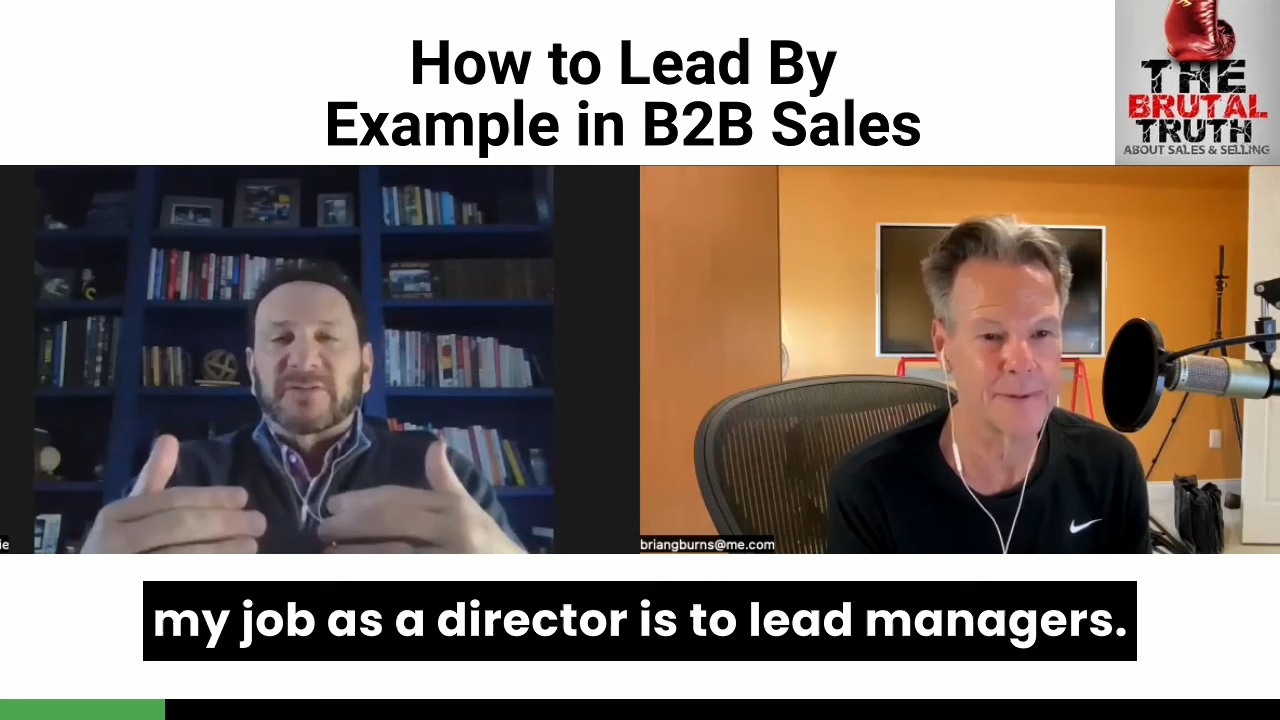 How to Lead By
Example in B2B Sales
THE
BRUTAL
TRUTH
ABOUT SALES & SELLING
ie
briangburns@me.com
my job as a director is to lead managers.